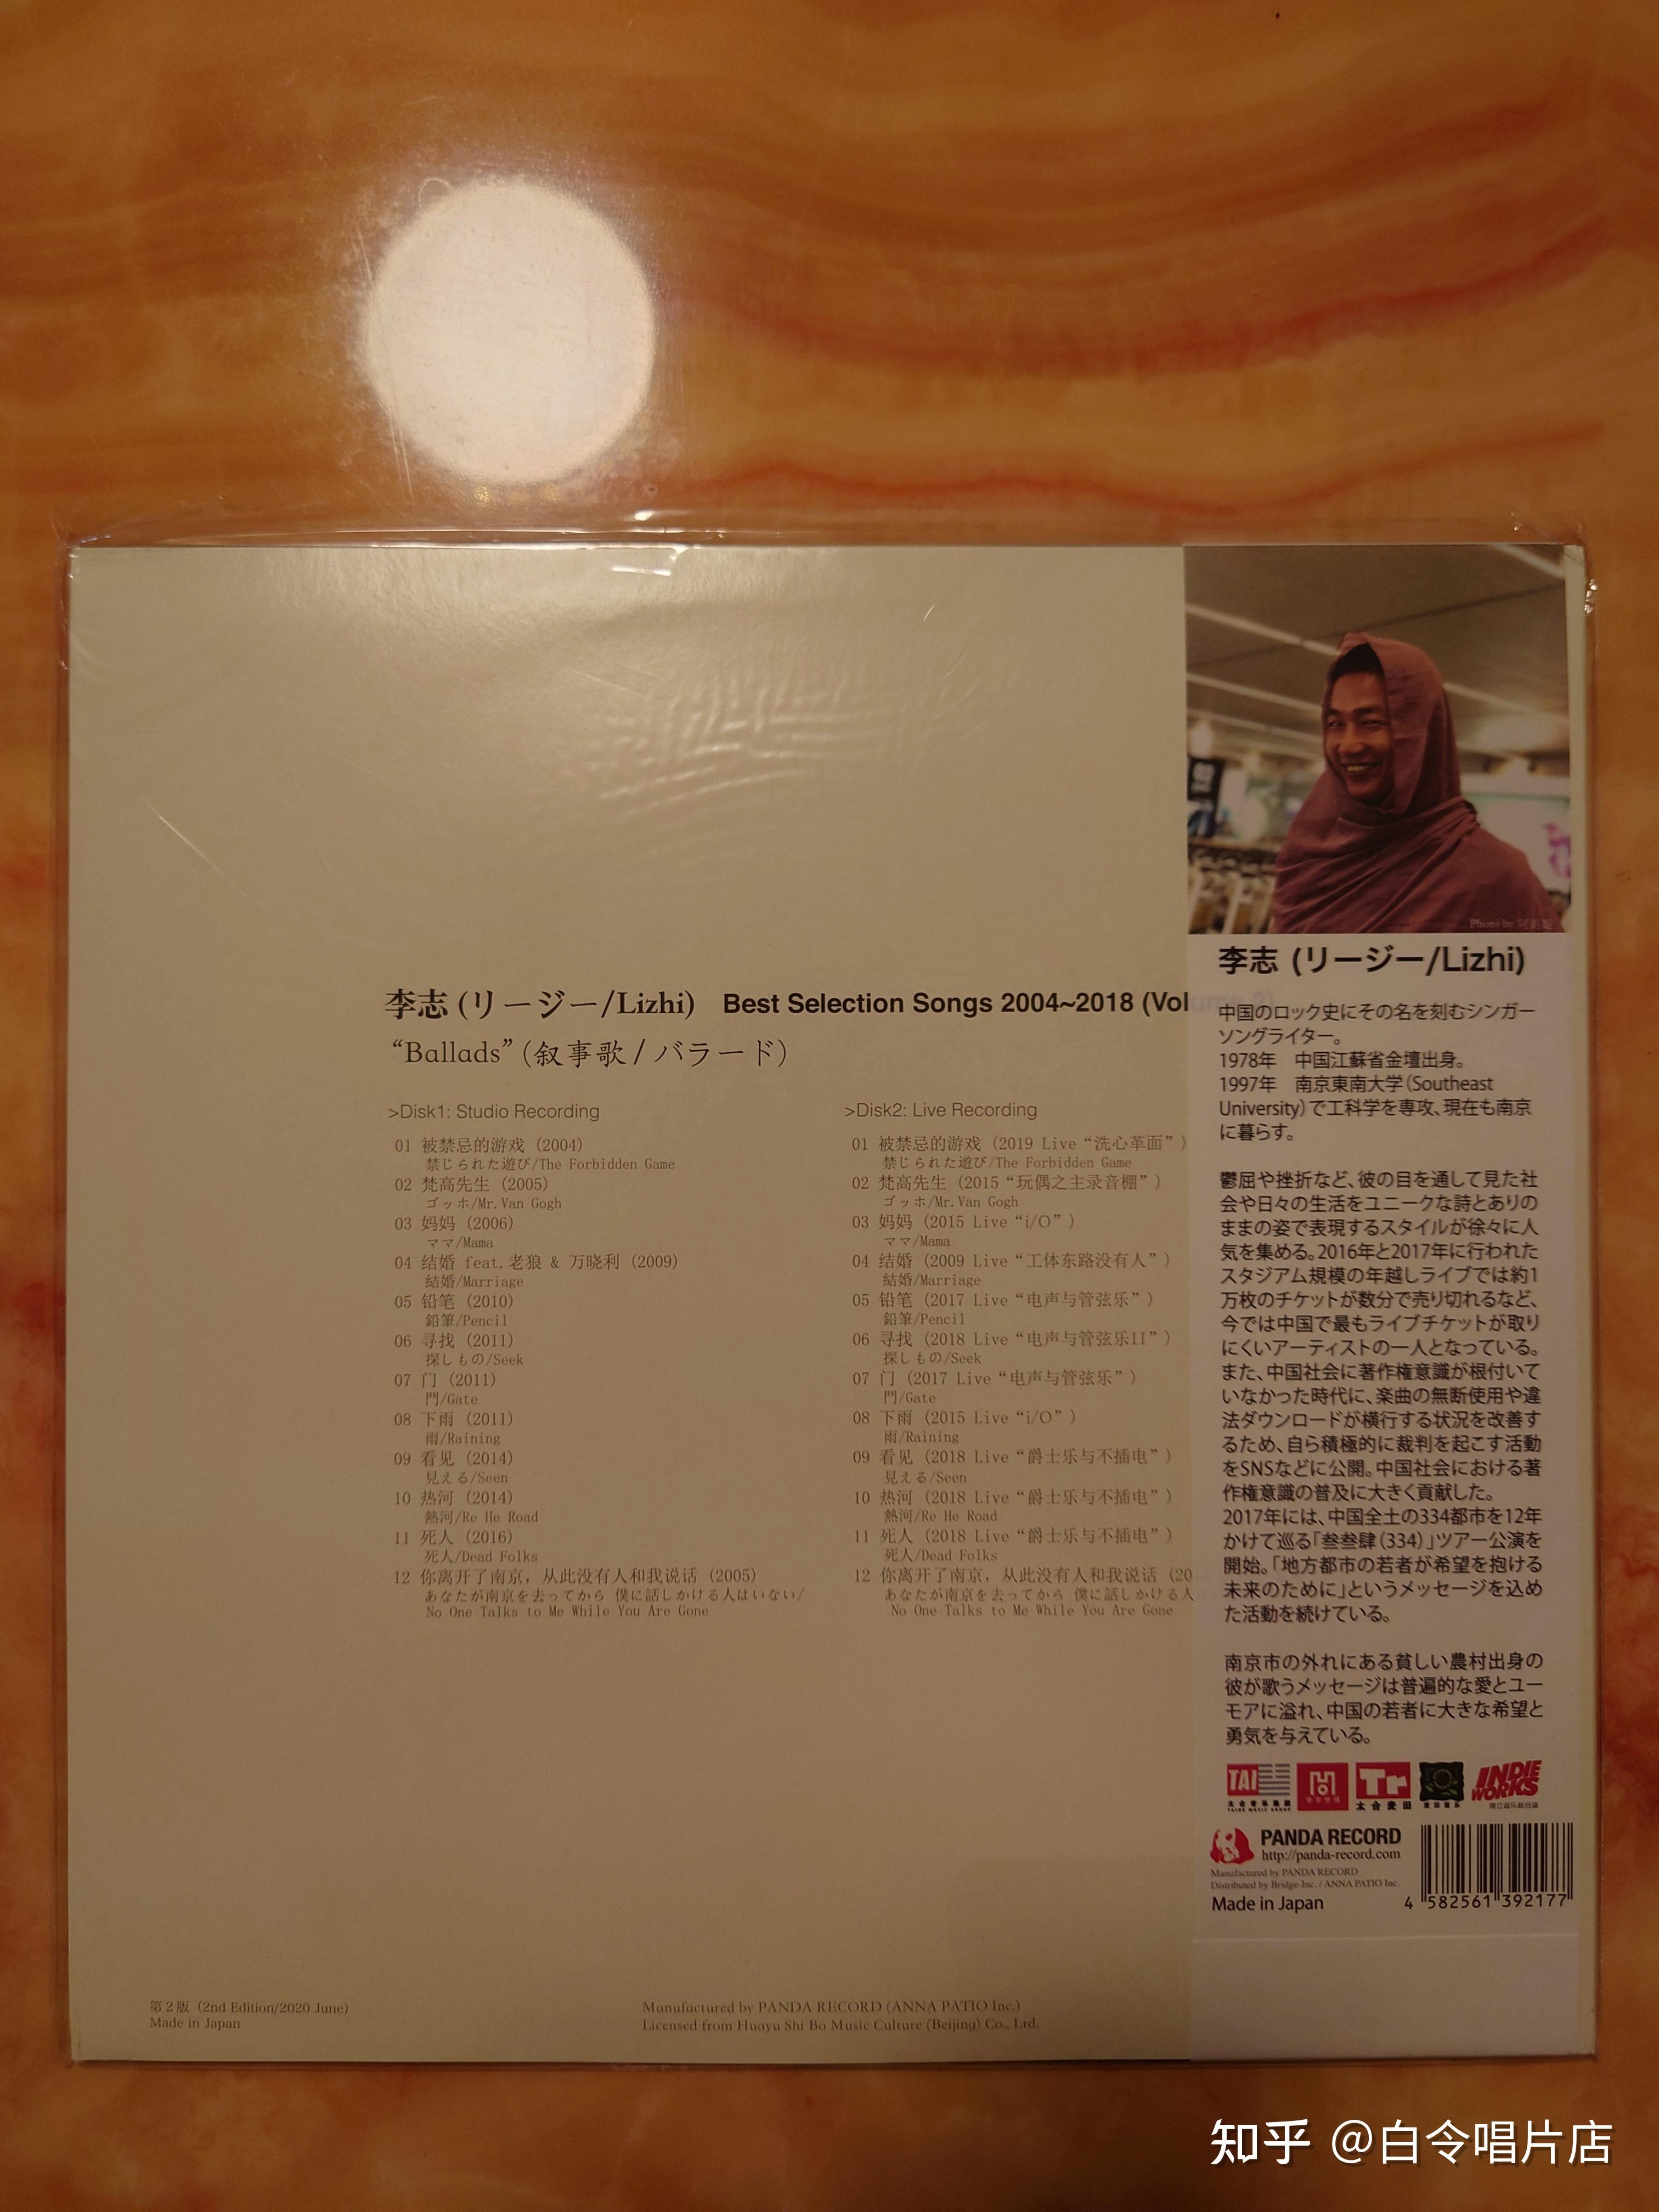 李志 (リージー/Lizhi) Best Selection Songs 2004~2018 (Vol
“Ballads” (叙事歌 / バラード)
>Disk1: Studio Recording
01 被禁忌的游戏 (2004)
禁じられた遊び/The Forbidden Game
02 梵高先生 (2005)
ゴッホ/Mr.Van Gogh
03 妈妈 (2006)
ママ/Mama
04 结婚 feat.老狼 & 万晓利 (2009)
結婚/Marriage
05 铅笔 (2010)
鉛筆/Pencil
06 寻找 (2011)
探しもの/Seek
07 门 (2011)
門/Gate
08 下雨 (2011)
雨/Raining
09 看见 (2014)
見える/Seen
10 热河 (2014)
熱河/Re He Road
11 死人 (2016)
死人/Dead Folks
12 你离开了南京，从此没有人和我说话 (2005)
あなたが南京を去ってから 僕に話しかける人はいない/
No One Talks to Me While You Are Gone
>Disk2: Live Recording
01 被禁忌的游戏 (2019 Live“洗心革面”)
禁じられた遊び/The Forbidden Game
02 梵高先生 (2015“玩偶之主录音棚”)
ゴッホ/Mr.Van Gogh
03 妈妈 (2015 Live“i/O”)
ママ/Mama
04 结婚 (2009 Live“工体东路没有人”)
結婚/Marriage
05 铅笔 (2017 Live“电声与管弦乐”)
鉛筆/Pencil
06 寻找 (2018 Live“电声与管弦乐II”)
探しもの/Seek
07 门 (2017 Live“电声与管弦乐”)
門/Gate
08 下雨 (2015 Live“i/O”)
雨/Raining
09 看见 (2018 Live“爵士乐与不插电”)
見える/Seen
10 热河 (2018 Live“爵士乐与不插电”)
熱河/Re He Road
11 死人 (2018 Live“爵士乐与不插电”)
死人/Dead Folks
12 你离开了南京，从此没有人和我说话 (20
あなたが南京を去ってから 僕に話しかける人
No One Talks to Me While You Are Gone
第2版 (2nd Edition/2020 June)
Made in Japan
Manufactured by PANDA RECORD (ANNA PATIO Inc.)
Licensed from Huayu Shi Bo Music Culture (Beijing) Co., Ltd.
Photo by
李志 (リージー/Lizhi)
中国のロック史にその名を刻むシンガー
ソングライター。
1978年　中国江蘇省金壇出身。
1997年　南京東南大学(Southeast
University)で工科学を専攻、現在も南京
に暮らす。
鬱屈や挫折など、彼の目を通して見た社
会や日々の生活をユニークな詩とありの
ままの姿で表現するスタイルが徐々に人
気を集める。2016年と2017年に行われた
スタジアム規模の年越しライブでは約1
万枚のチケットが数分で売り切れるなど、
今では中国で最もライブチケットが取り
にくいアーティストの一人となっている。
また、中国社会に著作権意識が根付いて
いなかった時代に、楽曲の無断使用や違
法ダウンロードが横行する状況を改善す
るため、自ら積極的に裁判を起こす活動
をSNSなどに公開。中国社会における著
作権意識の普及に大きく貢献した。
2017年には、中国全土の334都市を12年
かけて巡る「叁叁肆(334)」ツアー公演を
開始。「地方都市の若者が希望を抱ける
未来のために」というメッセージを込め
た活動を続けている。
南京市の外れにある貧しい農村出身の
彼が歌うメッセージは普遍的な愛とユー
モアに溢れ、中国の若者に大きな希望と
勇気を与えている。
TAI
太合音乐集团
TAIHE MUSIC GROUP
Tr
太合麦田
INDIE WORKS
PANDA RECORD
http://panda-record.com
Manufactured by PANDA RECORD
Distributed by Bridge-Inc. / ANNA PATIO Inc.
Made in Japan
4 582561 392177
知乎 @白令唱片店